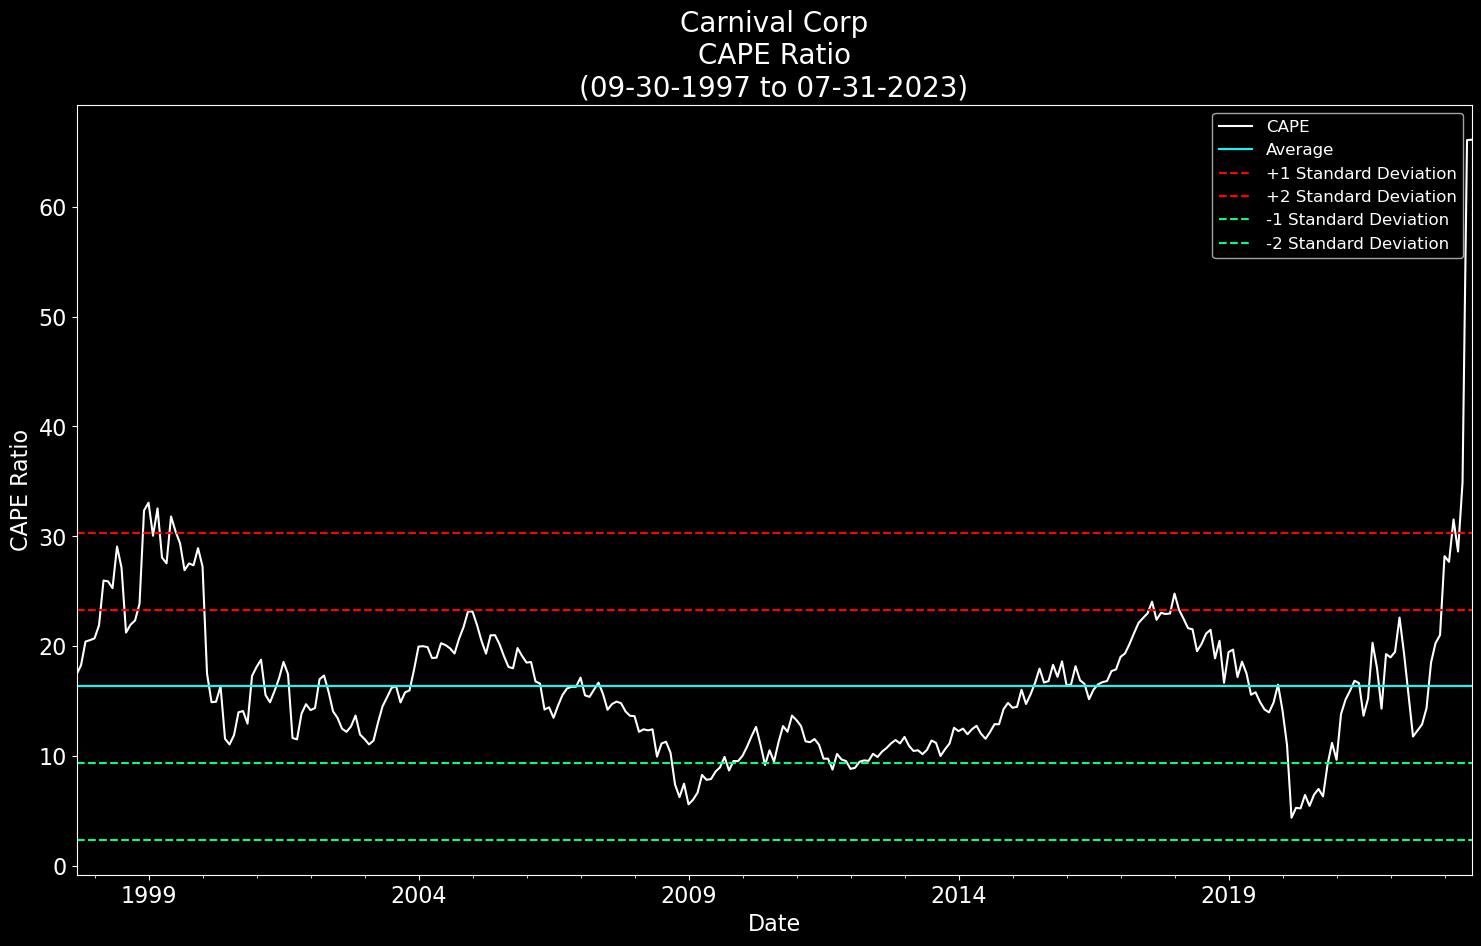 Carnival Corp
CAPE Ratio
(09-30-1997 to 07-31-2023)
CAPE
Average
+1 Standard Deviation
+2 Standard Deviation
-1 Standard Deviation
-2 Standard Deviation
CAPE Ratio
60
50
40
30
20
10
0
1999
2004
2009
2014
2019
Date